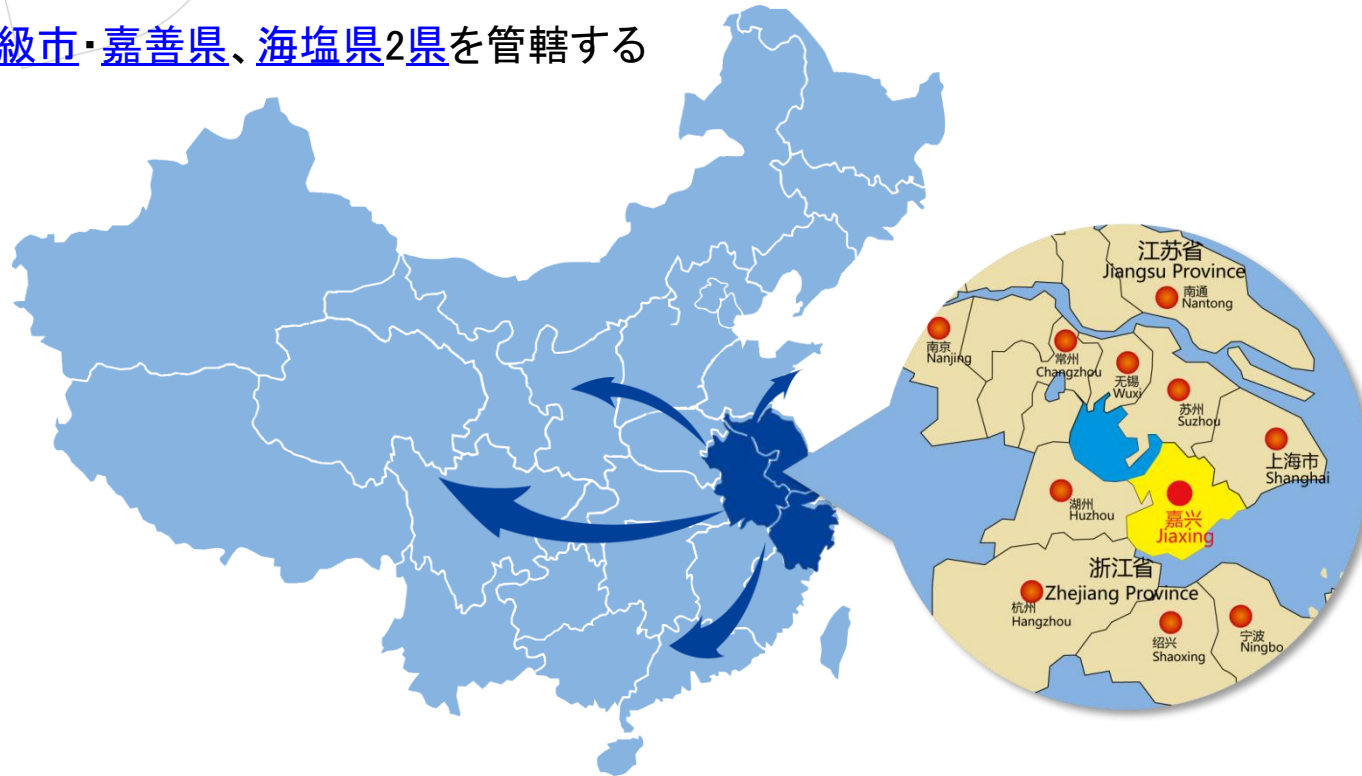 級市・嘉善県、海塩県2県を管轄する
江苏省
Jiangsu Province
南通
Nantong
南京
Nanjing
常州
Changzhou
无锡
Wuxi
苏州
Suzhou
上海市
Shanghai
湖州
Huzhou
嘉兴
Jiaxing
浙江省
Zhejiang Province
杭州
Hangzhou
绍兴
Shaoxing
宁波
Ningbo